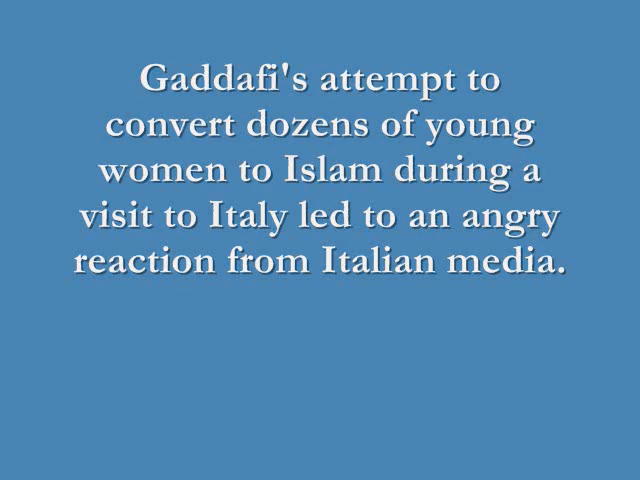 Gaddafi's attempt to
convert dozens of young
women to Islam during a
visit to Italy led to an angry
reaction from Italian media.